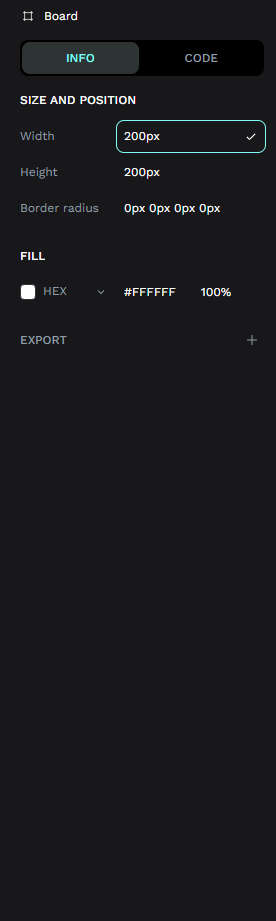 Board
INFO CODE
SIZE AND POSITION
Width 200px
Height 200px
Border radius 0px 0px 0px 0px
FILL
HEX #FFFFFF 100%
EXPORT